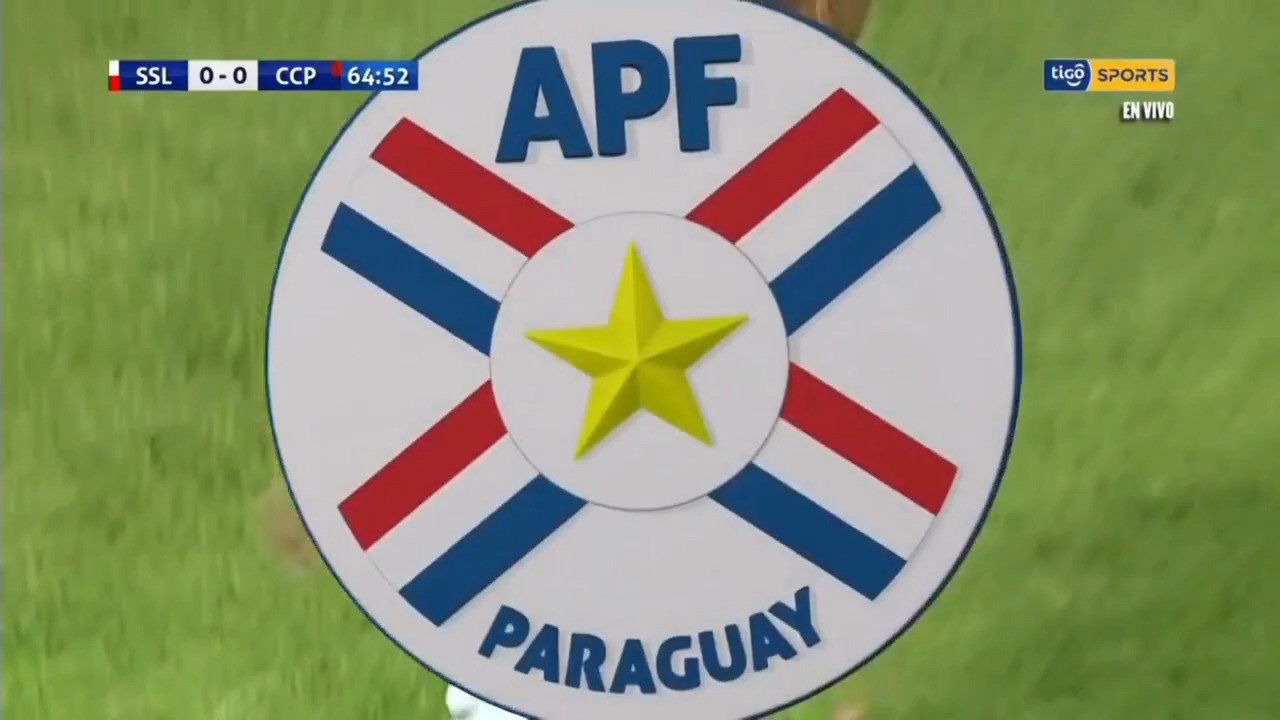 SSL 0 - 0 CCP 64:52
tigo SPORTS
EN VIVO
APF
PARAGUAY